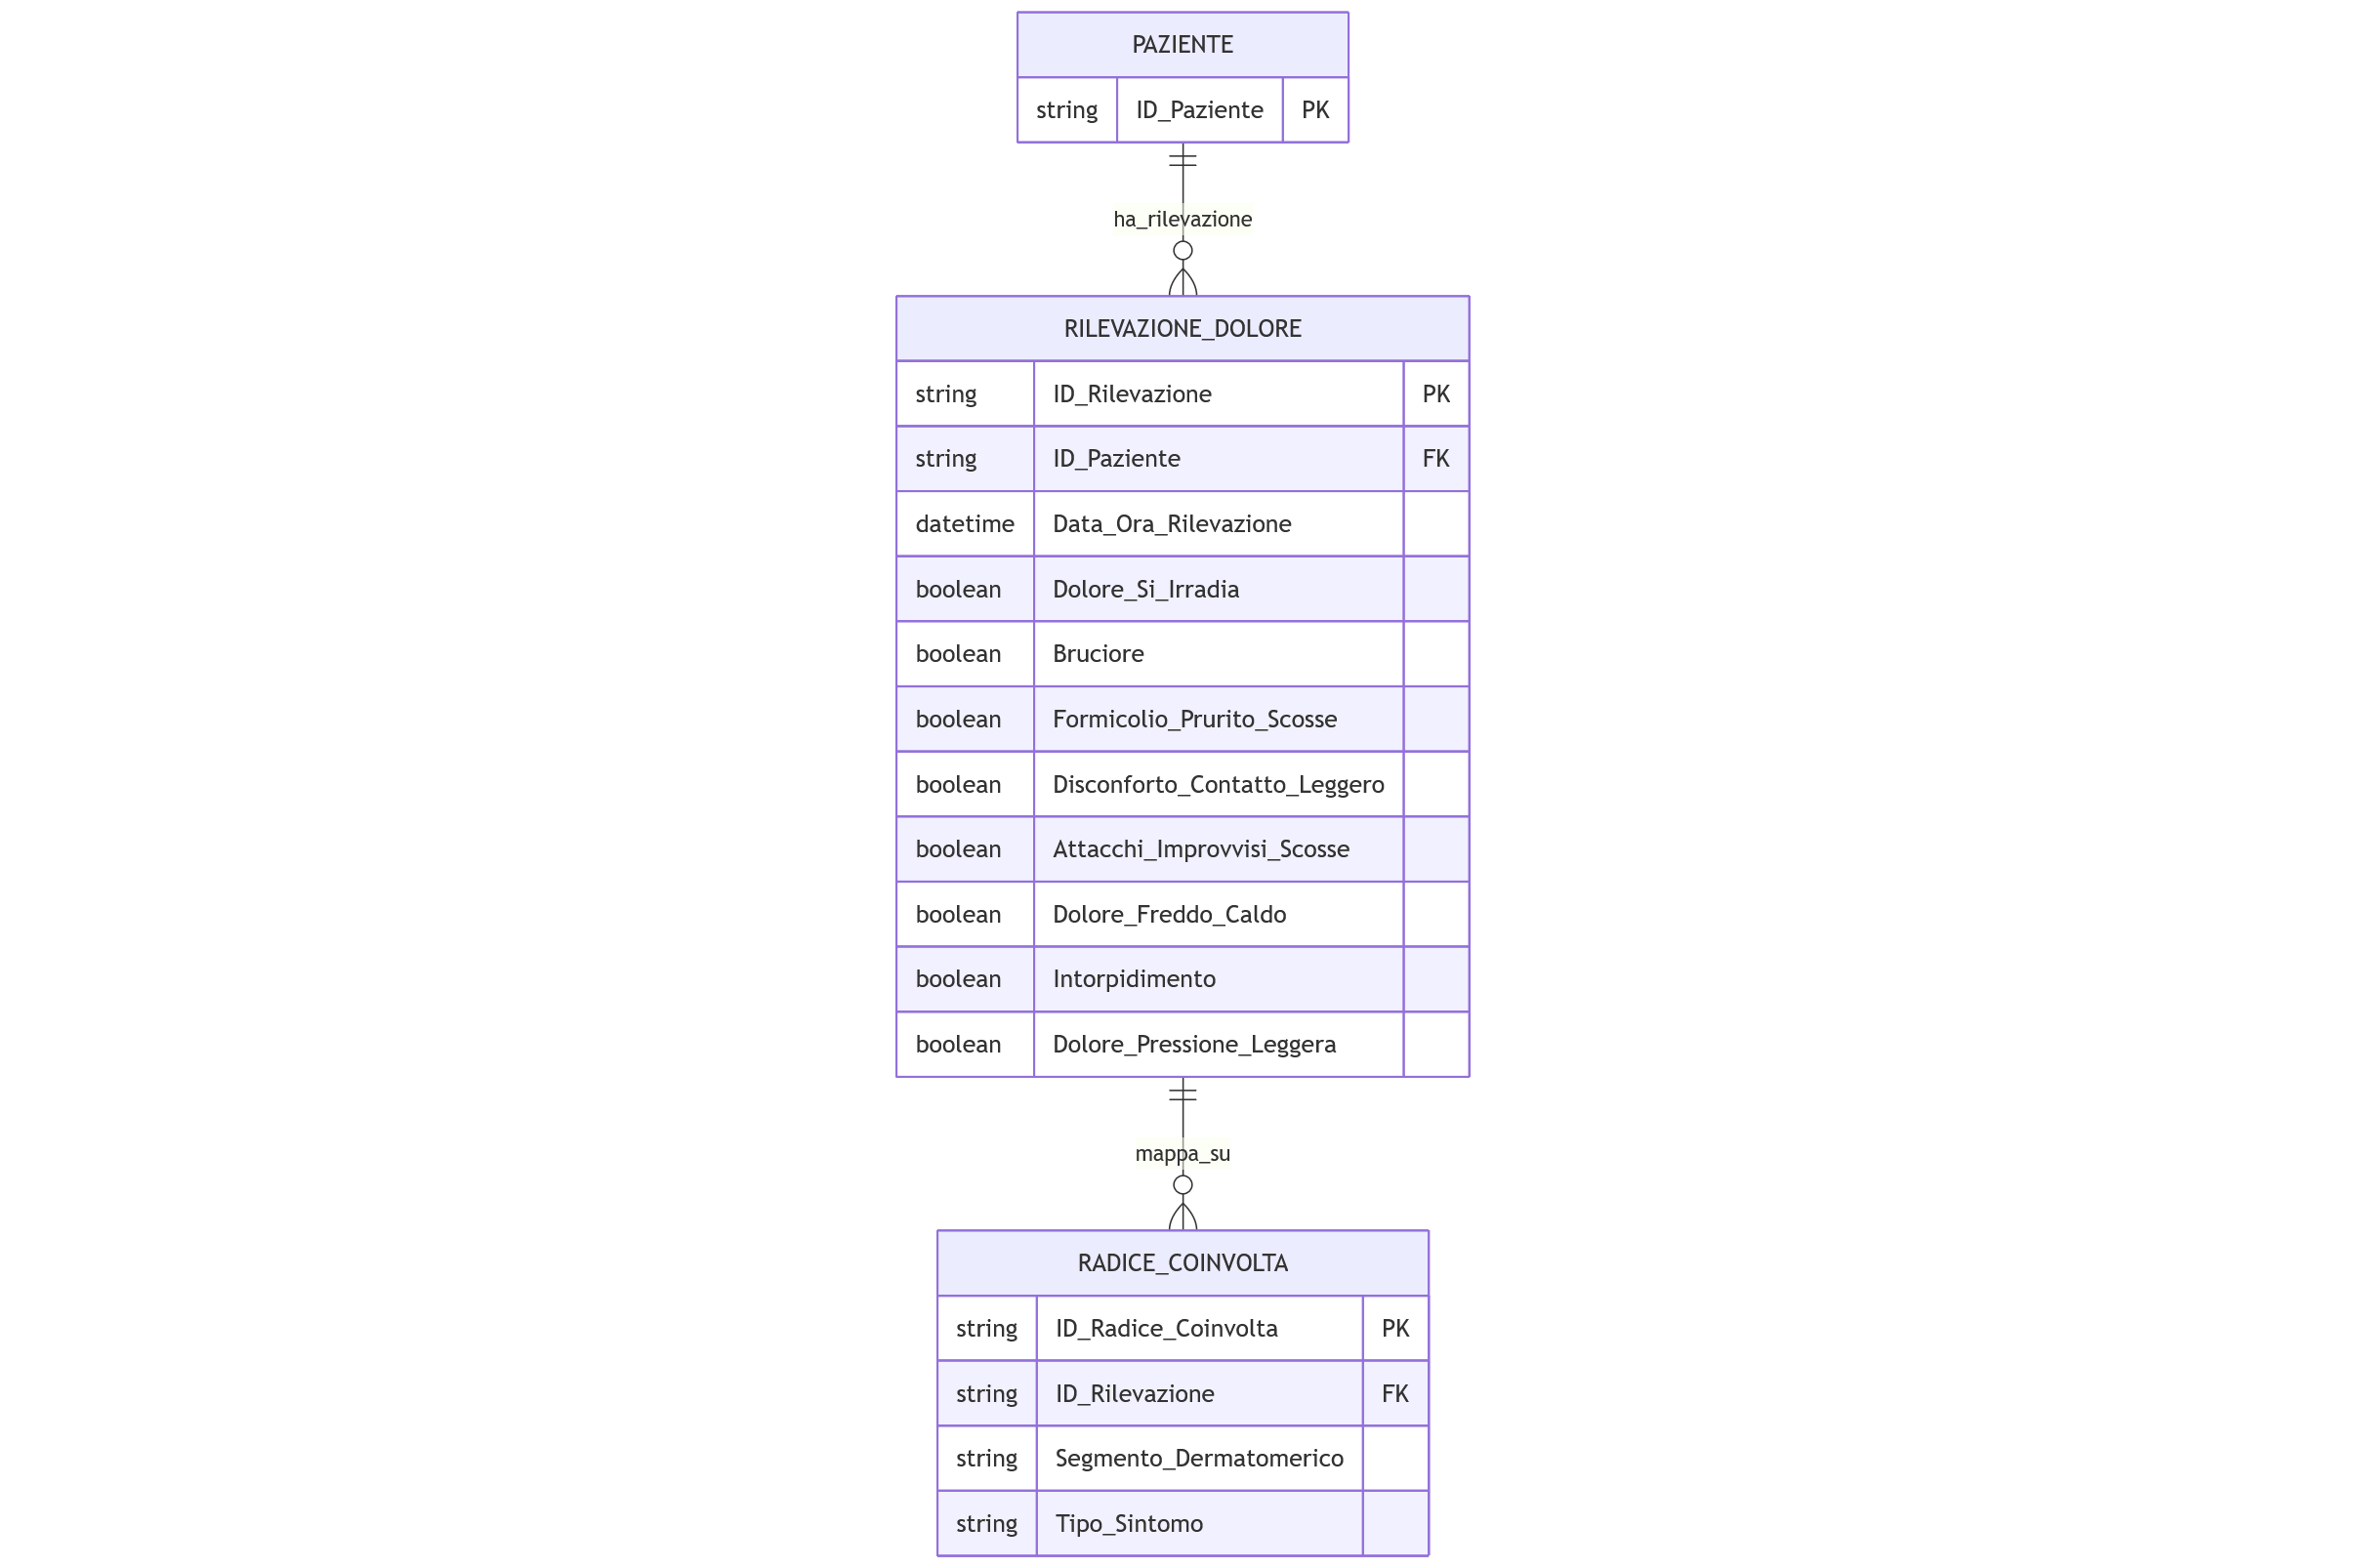 PAZIENTE
string ID_Paziente PK
ha_rilevazione
RILEVAZIONE_DOLORE
string ID_Rilevazione PK
string ID_Paziente FK
datetime Data_Ora_Rilevazione
boolean Dolore_Si_Irradia
boolean Bruciore
boolean Formicolio_Prurito_Scosse
boolean Disconforto_Contatto_Leggero
boolean Attacchi_Improvvisi_Scosse
boolean Dolore_Freddo_Caldo
boolean Intorpidimento
boolean Dolore_Pressione_Leggera
mappa_su
RADICE_COINVOLTA
string ID_Radice_Coinvolta PK
string ID_Rilevazione FK
string Segmento_Dermatomerico
string Tipo_Sintomo